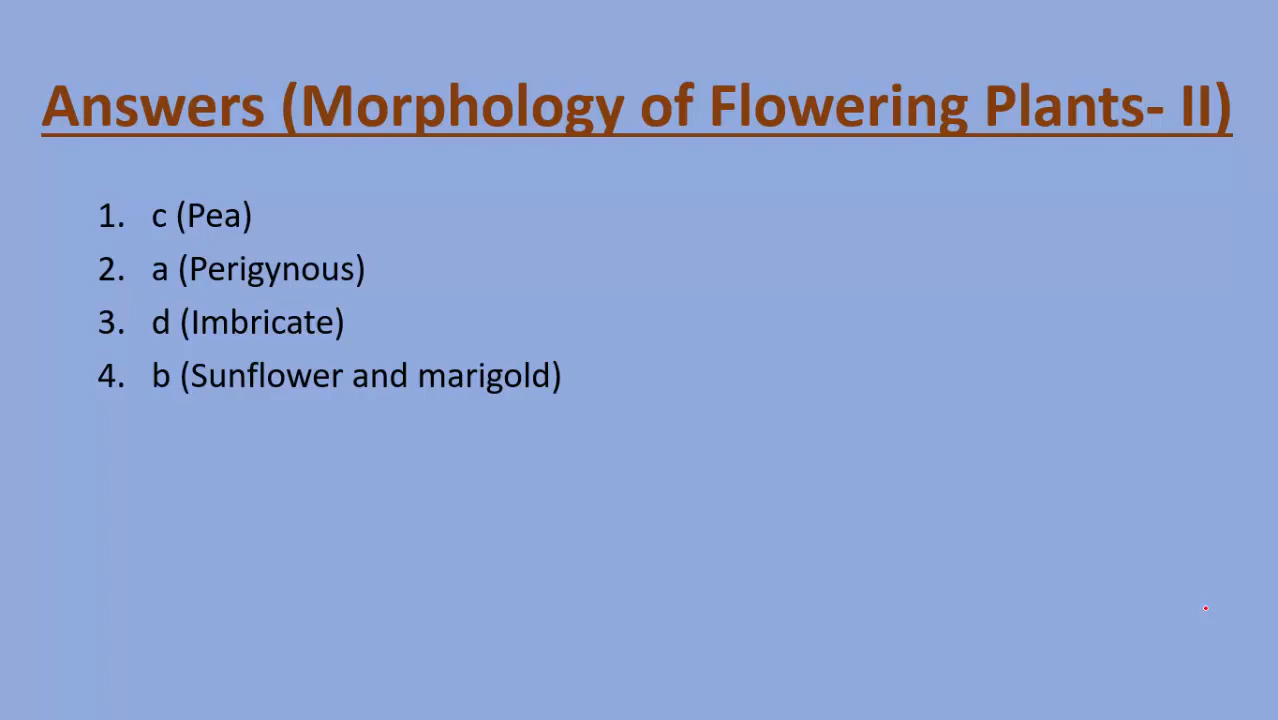 Answers (Morphology of Flowering Plants- II)
1. c (Pea)
2. a (Perigynous)
3. d (Imbricate)
4. b (Sunflower and marigold)